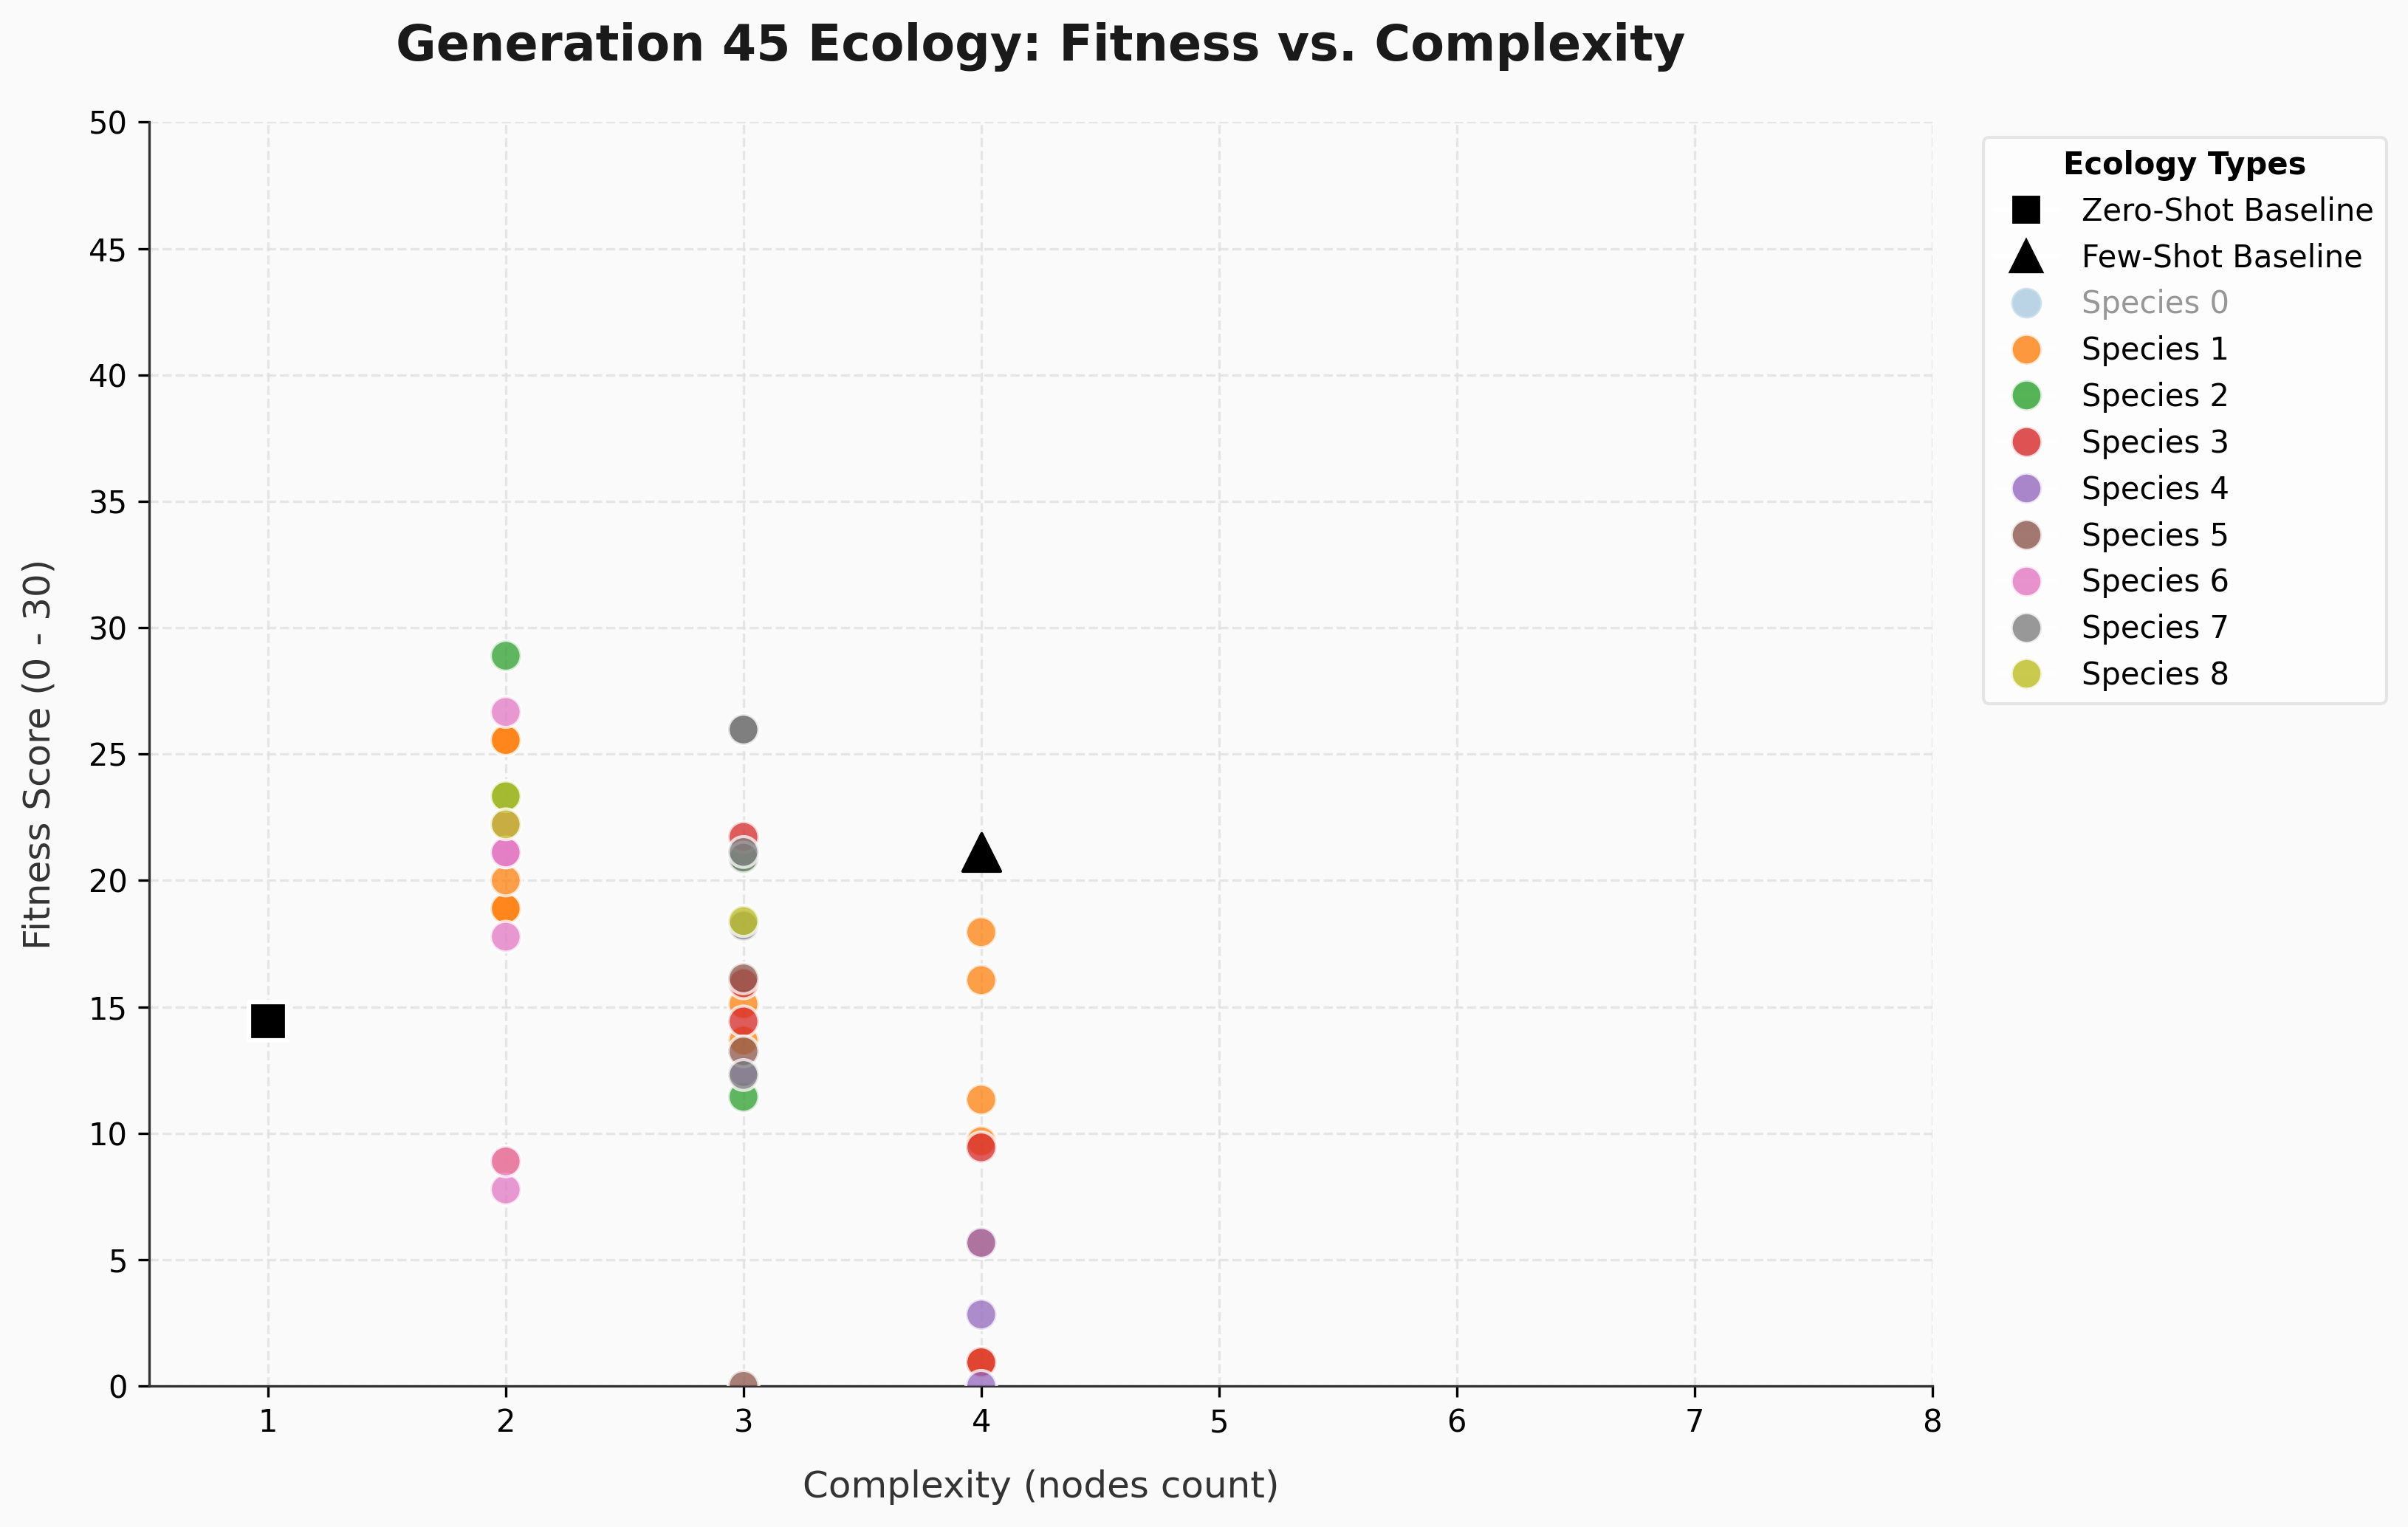 Generation 45 Ecology: Fitness vs. Complexity
50
45
40
35
30
25
20
15
10
5
0
Fitness Score (0 - 30)
1 2 3 4 5 6 7 8
Complexity (nodes count)
Ecology Types
Zero-Shot Baseline
Few-Shot Baseline
Species 0
Species 1
Species 2
Species 3
Species 4
Species 5
Species 6
Species 7
Species 8